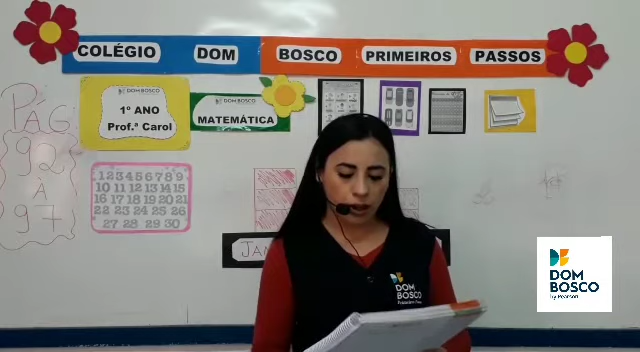 COLÉGIO DOM BOSCO PRIMEIROS PASSOS
DOM BOSCO
1º ANO
Prof.ª Carol
DOM BOSCO
MATEMÁTICA
PÁG
92
À
97
1 2 3 4 5 6 7 8 9
10 11 12 13 14 15
16 17 18 19 20 21
22 23 24 25 26
27 28 29 30
JAN
DOM
BOSCO
DOM
BOSCO
by Pearson